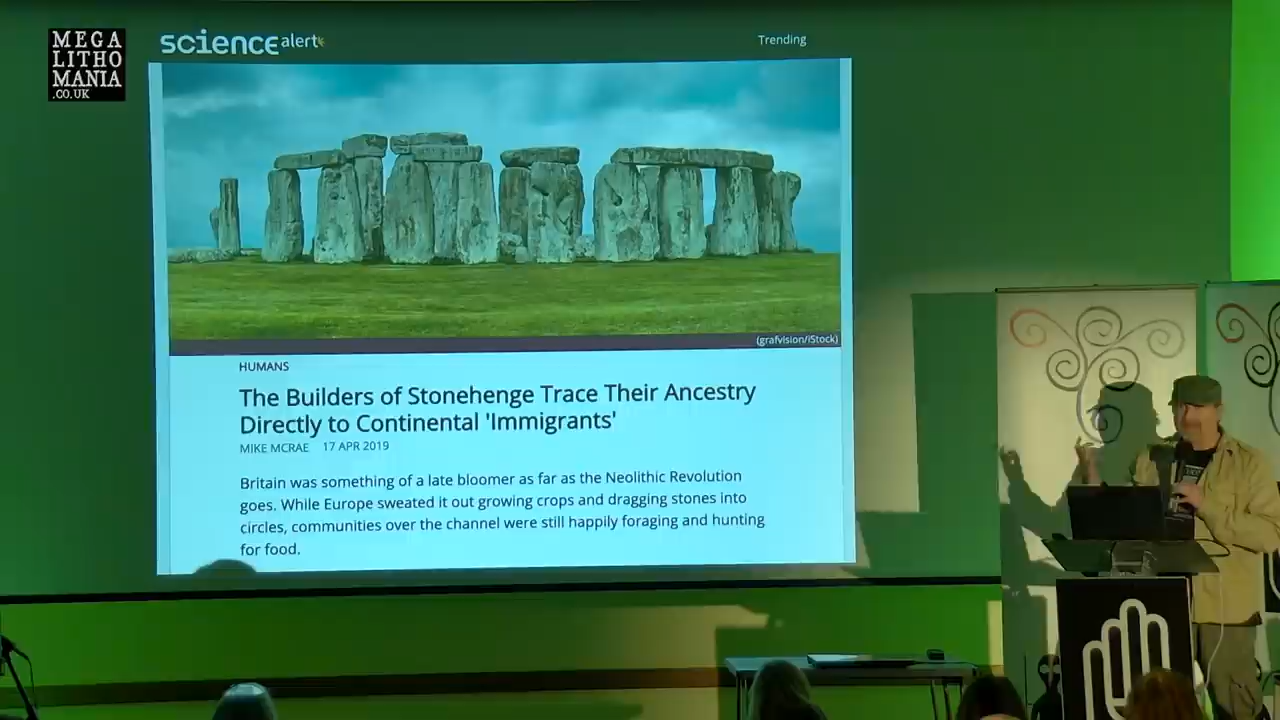 MEGA
LITHO
MANIA
.CO.UK
science alert
Trending
(grafvision/iStock)
HUMANS
The Builders of Stonehenge Trace Their Ancestry
Directly to Continental 'Immigrants'
MIKE MCRAE 17 APR 2019
Britain was something of a late bloomer as far as the Neolithic Revolution
goes. While Europe sweated it out growing crops and dragging stones into
circles, communities over the channel were still happily foraging and hunting
for food.